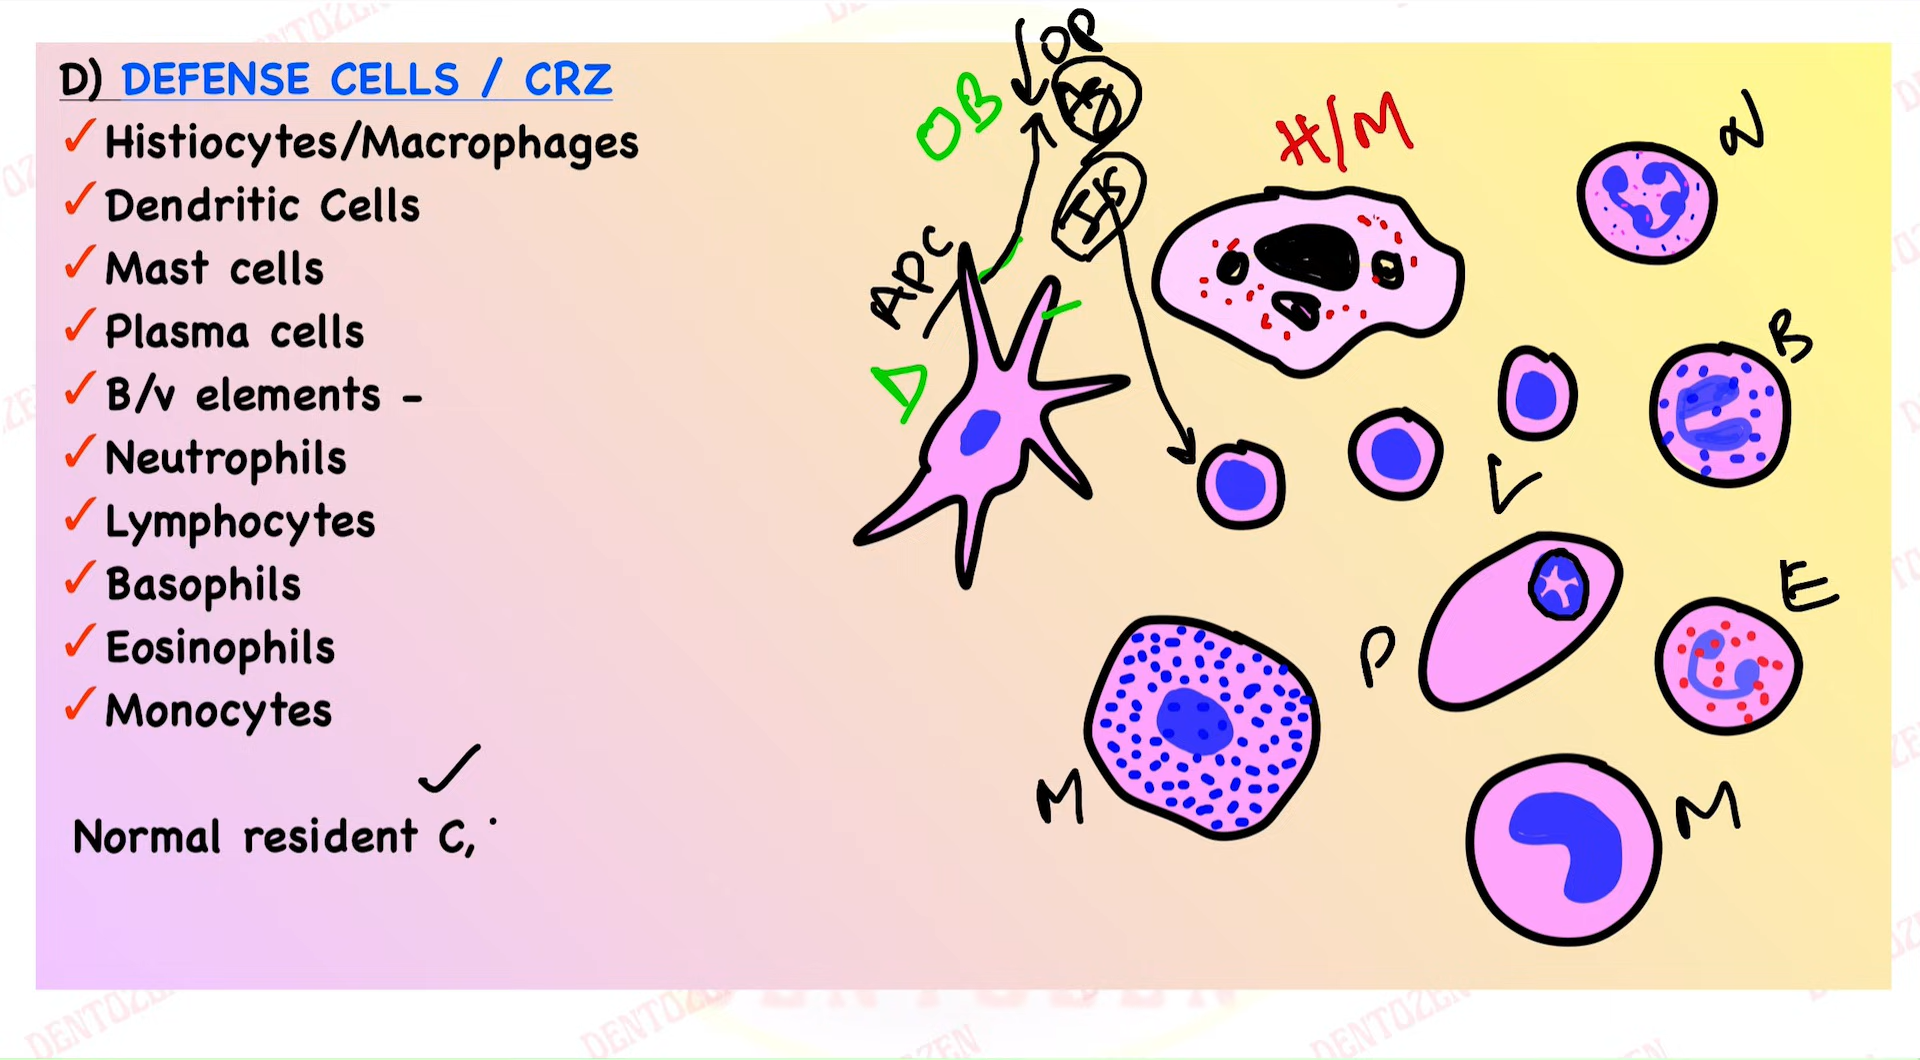 D) DEFENSE CELLS / CRZ
✓ Histiocytes/Macrophages
✓ Dendritic Cells
✓ Mast cells
✓ Plasma cells
✓ B/v elements -
✓ Neutrophils
✓ Lymphocytes
✓ Basophils
✓ Eosinophils
✓ Monocytes
Normal resident C,
OB
H/M
N
APC
D
B
L
E
P
M
M
DENTOZEN